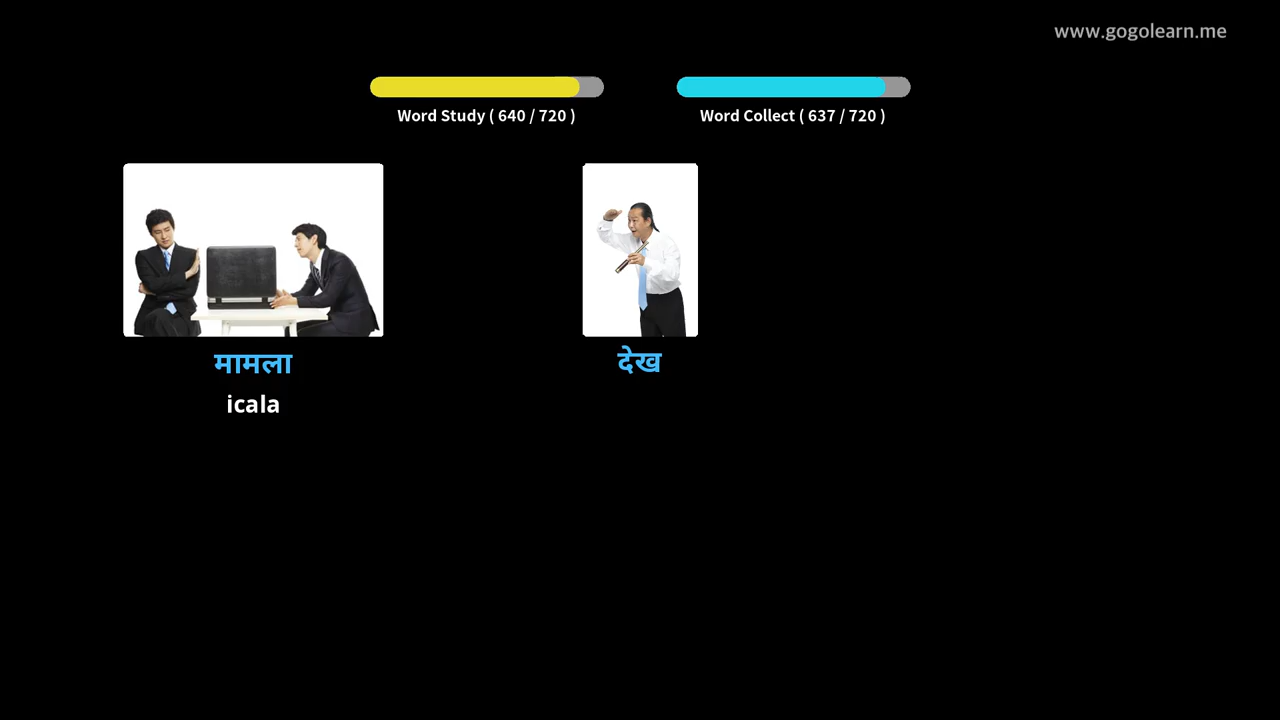 www.gogolearn.me
Word Study ( 640 / 720 )
Word Collect ( 637 / 720 )
मामला
देख
icala